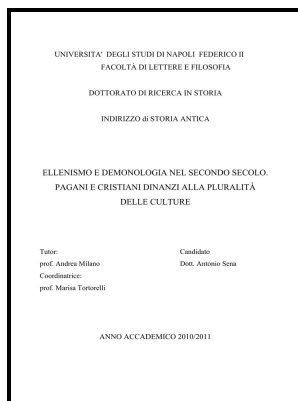 UNIVERSITA' DEGLI STUDI DI NAPOLI FEDERICO II
FACOLTÀ DI LETTERE E FILOSOFIA
DOTTORATO DI RICERCA IN STORIA
INDIRIZZO di STORIA ANTICA
ELLENISMO E DEMONOLOGIA NEL SECONDO SECOLO.
PAGANI E CRISTIANI DINANZI ALLA PLURALITÀ
DELLE CULTURE
Tutor: Candidato
prof. Andrea Milano Dott. Antonio Sena
Coordinatrice:
prof. Marisa Tortorelli
ANNO ACCADEMICO 2010/2011